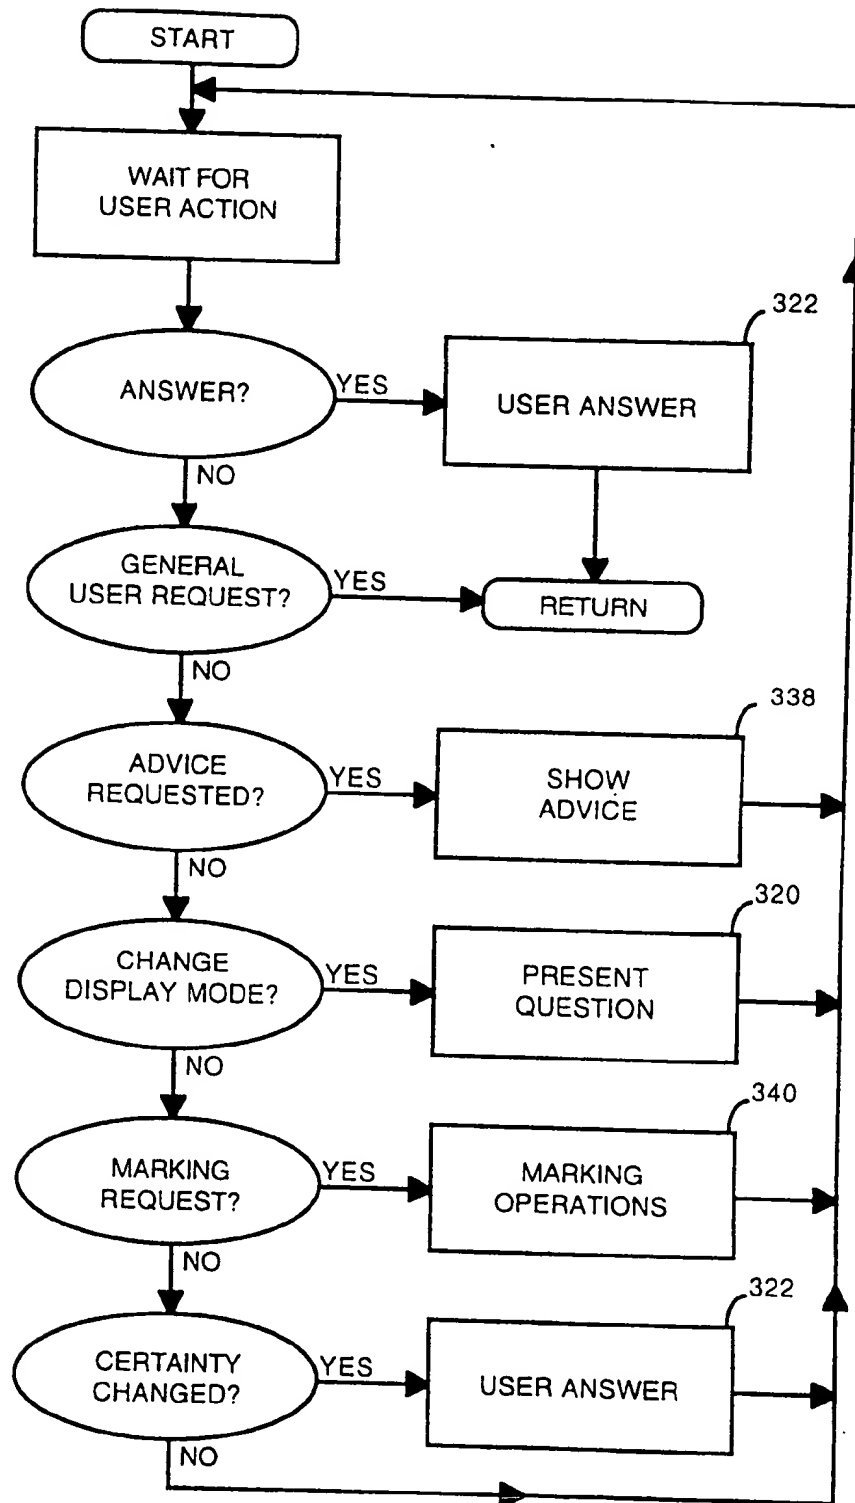 START
WAIT FOR
USER ACTION
322
ANSWER?
YES
USER ANSWER
NO
GENERAL
USER REQUEST?
YES
RETURN
NO
338
ADVICE
REQUESTED?
YES
SHOW
ADVICE
NO
320
CHANGE
DISPLAY MODE?
YES
PRESENT
QUESTION
NO
340
MARKING
REQUEST?
YES
MARKING
OPERATIONS
NO
322
CERTAINTY
CHANGED?
YES
USER ANSWER
NO